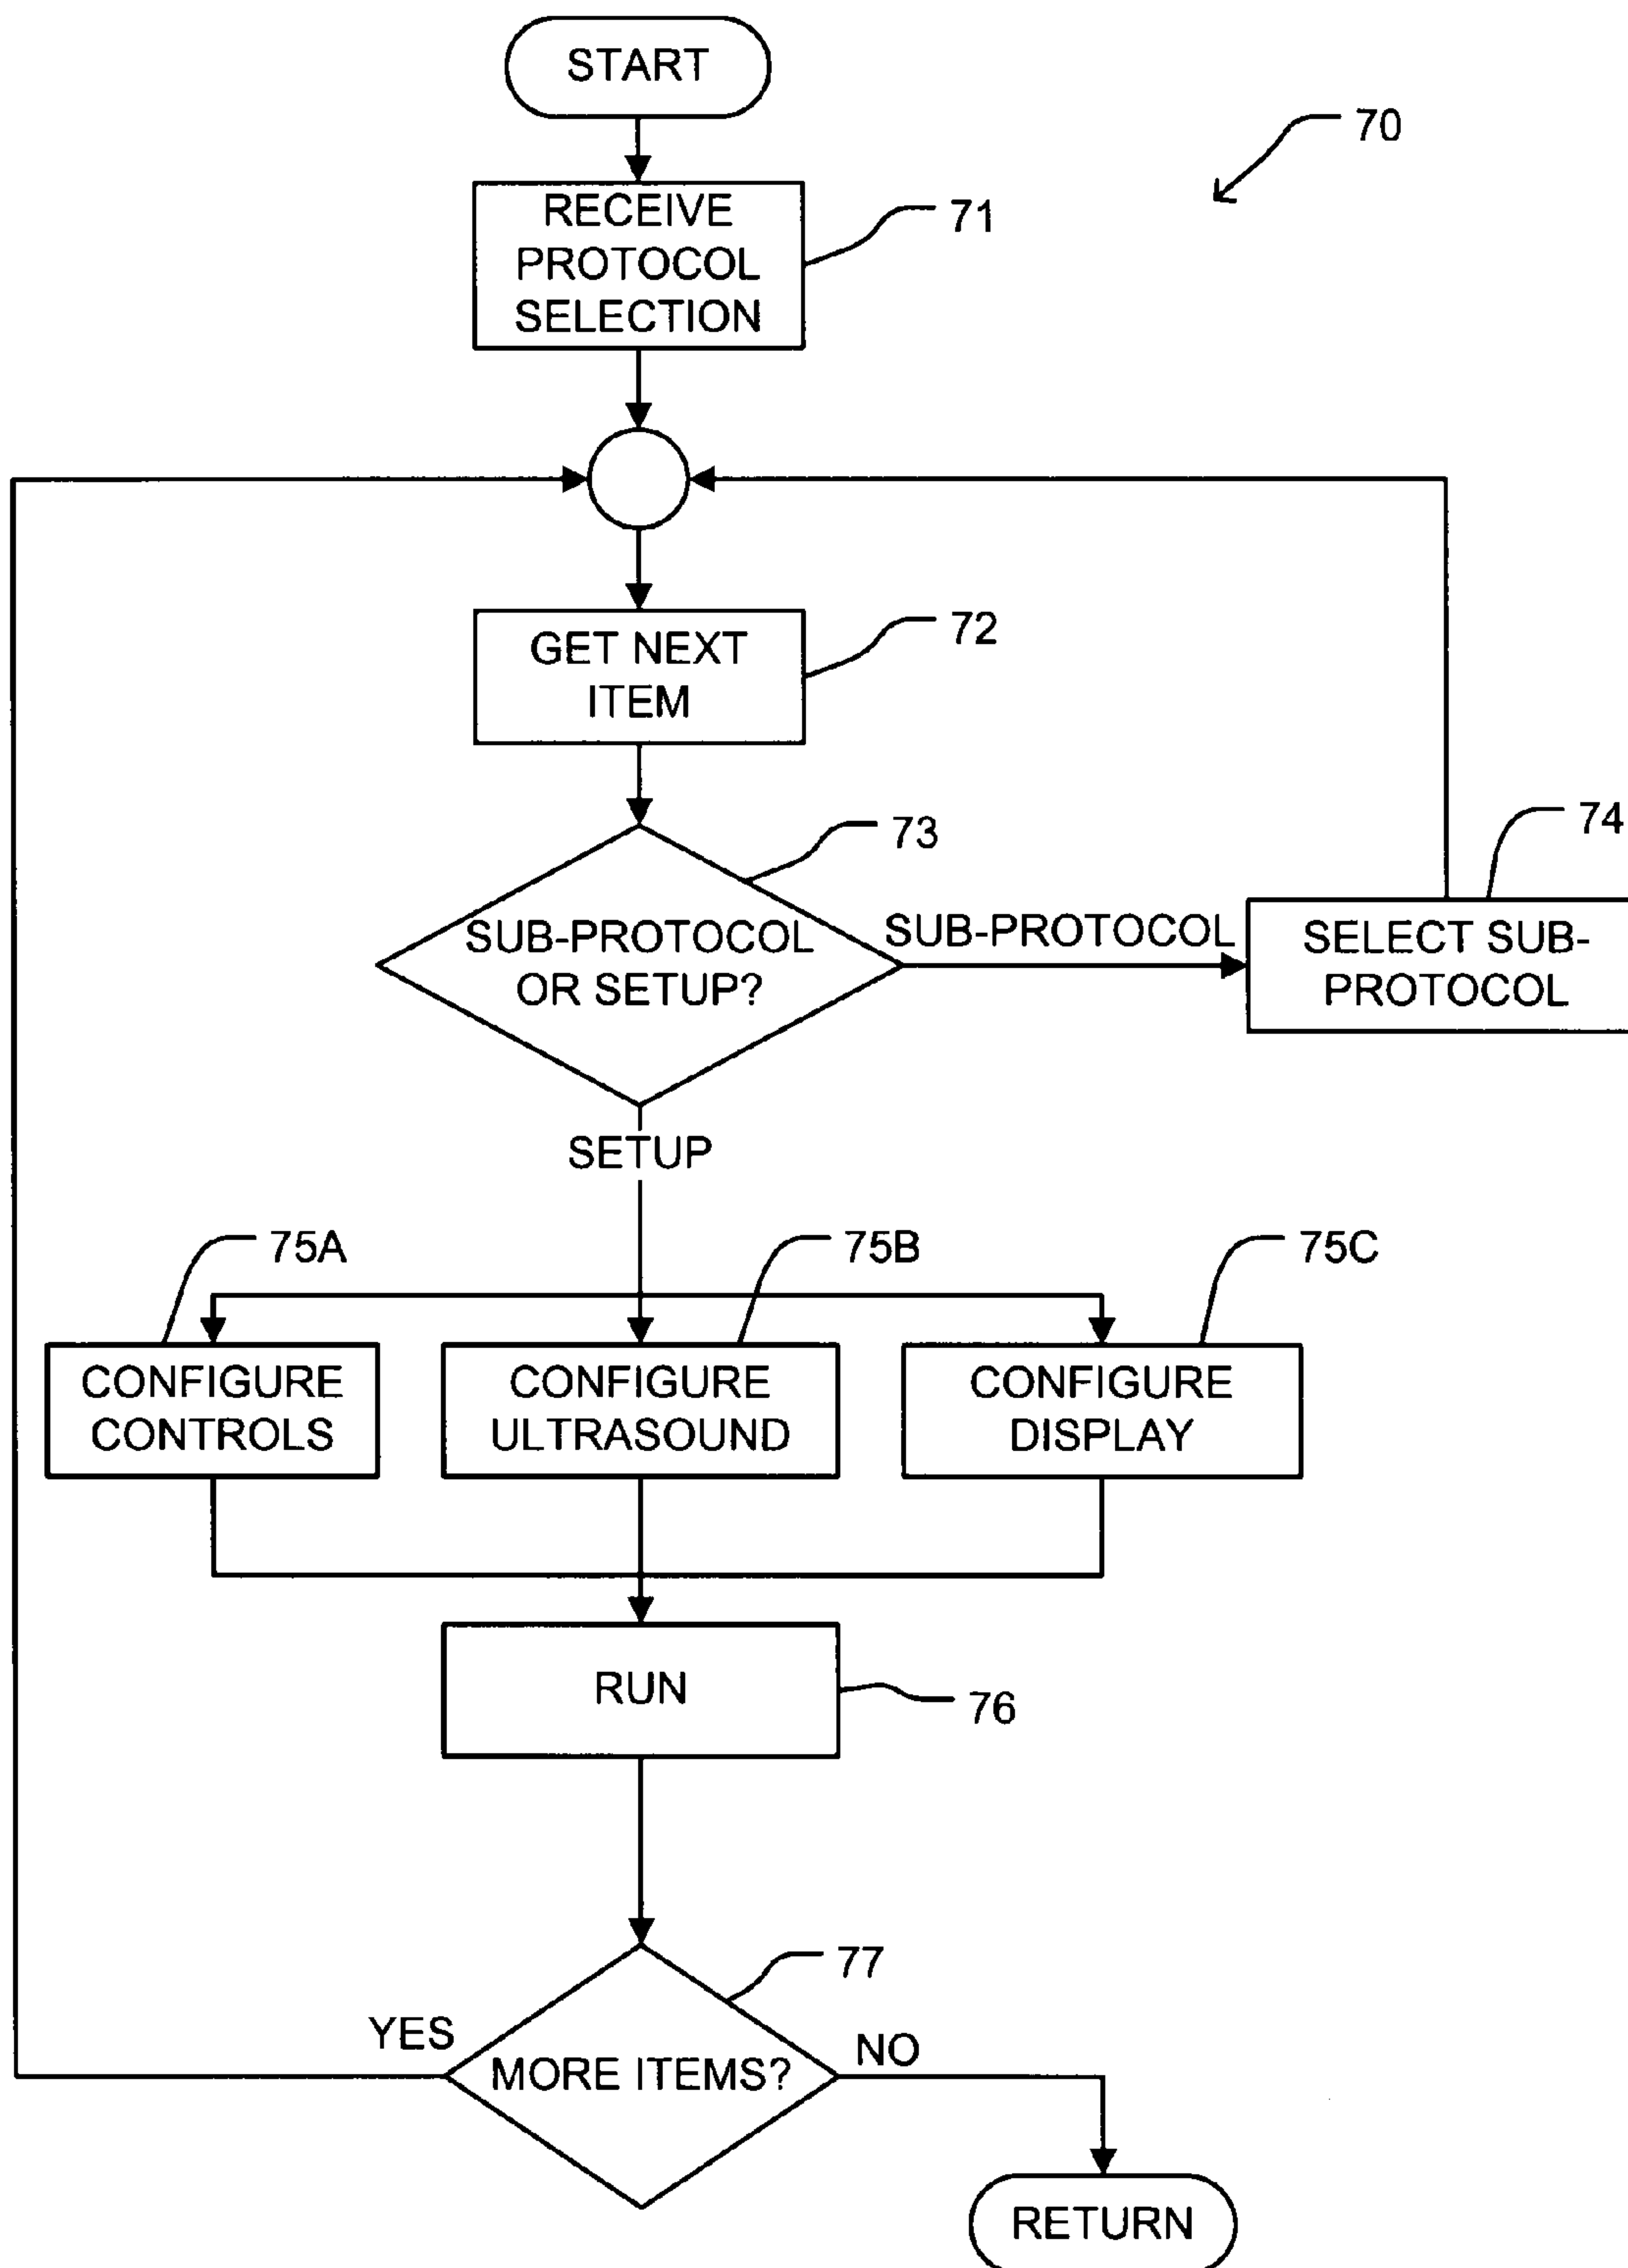 START
70
RECEIVE
PROTOCOL
SELECTION
71
GET NEXT
ITEM
72
73
SUB-PROTOCOL
OR SETUP?
SUB-PROTOCOL
74
SELECT SUB-
PROTOCOL
SETUP
75A
75B
75C
CONFIGURE
CONTROLS
CONFIGURE
ULTRASOUND
CONFIGURE
DISPLAY
RUN
76
77
YES
MORE ITEMS?
NO
RETURN